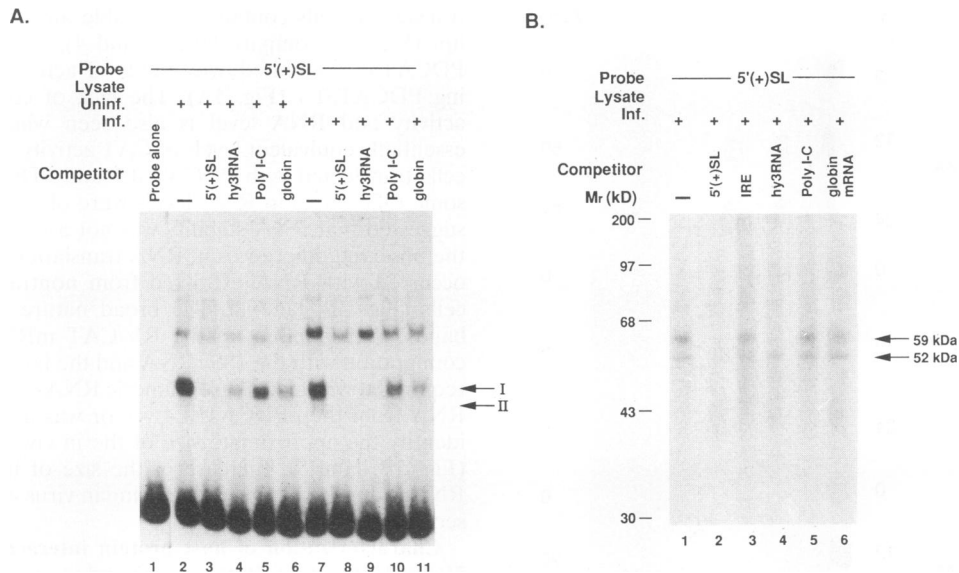 A.
Probe 5'(+)SL
Lysate
Uninf. + + + + +
Inf. + + + + +
Competitor Probe alone – 5'(+)SL hy3RNA Poly I-C globin – 5'(+)SL hy3RNA Poly I-C globin
I
II
1 2 3 4 5 6 7 8 9 10 11
B.
Probe 5'(+)SL
Lysate
Inf. + + + + + +
Competitor – 5'(+)SL IRE hy3RNA Poly I-C globin mRNA
Mr (kD)
200
97
68
59 kDa
52 kDa
43
30
1 2 3 4 5 6